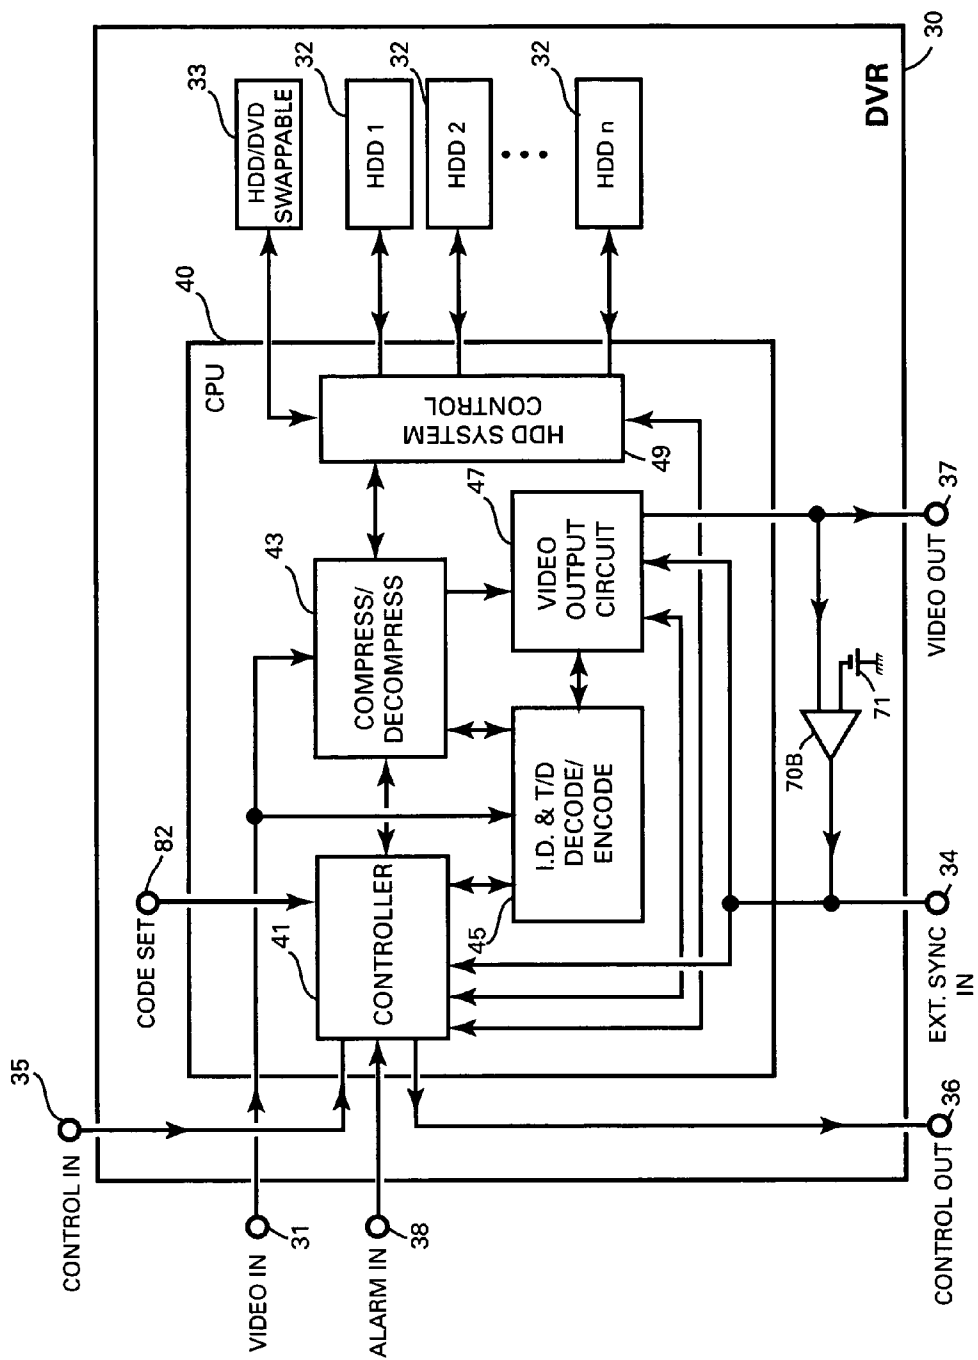 30
DVR
33
HDD/DVD
SWAPPABLE
32
HDD 1
32
HDD 2
32
HDD n
40
CPU
HDD SYSTEM
CONTROL
49
43
COMPRESS/
DECOMPRESS
47
VIDEO
OUTPUT
CIRCUIT
82
CODE SET
41
CONTROLLER
45
I.D. & T/D
DECODE/
ENCODE
70B
71
35
CONTROL IN
31
VIDEO IN
38
ALARM IN
37
VIDEO OUT
34
EXT. SYNC
IN
36
CONTROL OUT